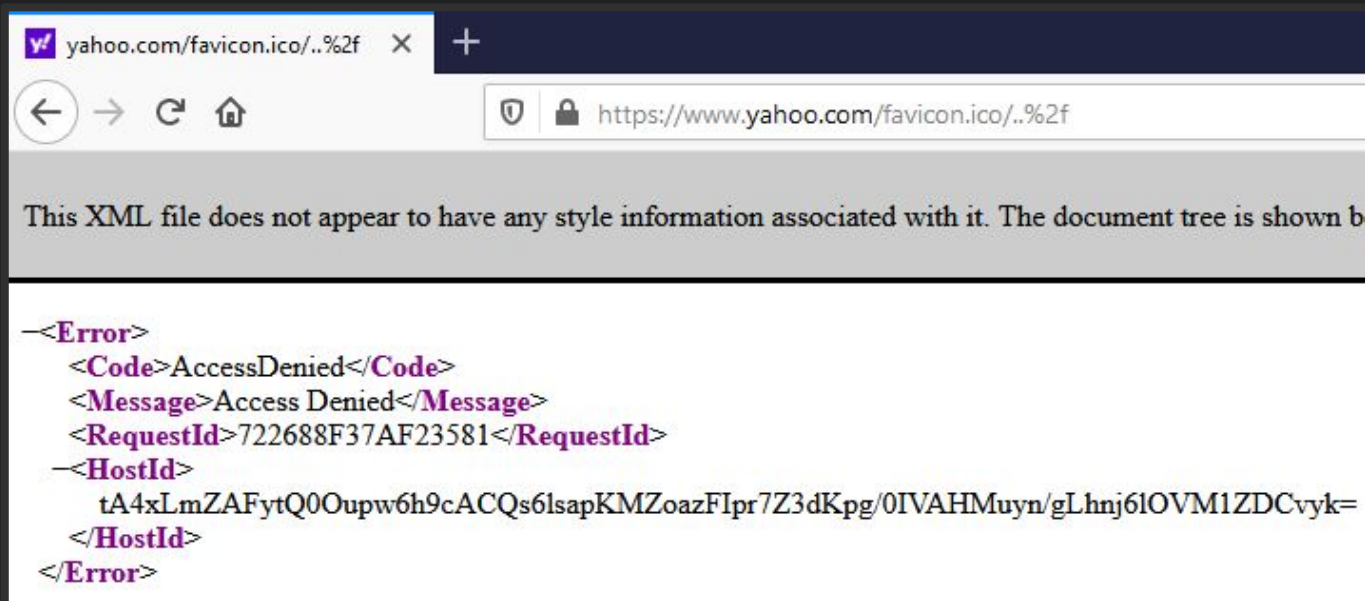 y! yahoo.com/favicon.ico/..%2f
https://www.yahoo.com/favicon.ico/..%2f
This XML file does not appear to have any style information associated with it. The document tree is shown b
—<Error>
<Code>AccessDenied</Code>
<Message>Access Denied</Message>
<RequestId>722688F37AF23581</RequestId>
—<HostId>
tA4xLmZAFytQ0Oupw6h9cACQs6lsapKMZoazFIpr7Z3dKpg/0IVAHMuyn/gLhnj6lOVM1ZDCvyk=
</HostId>
</Error>